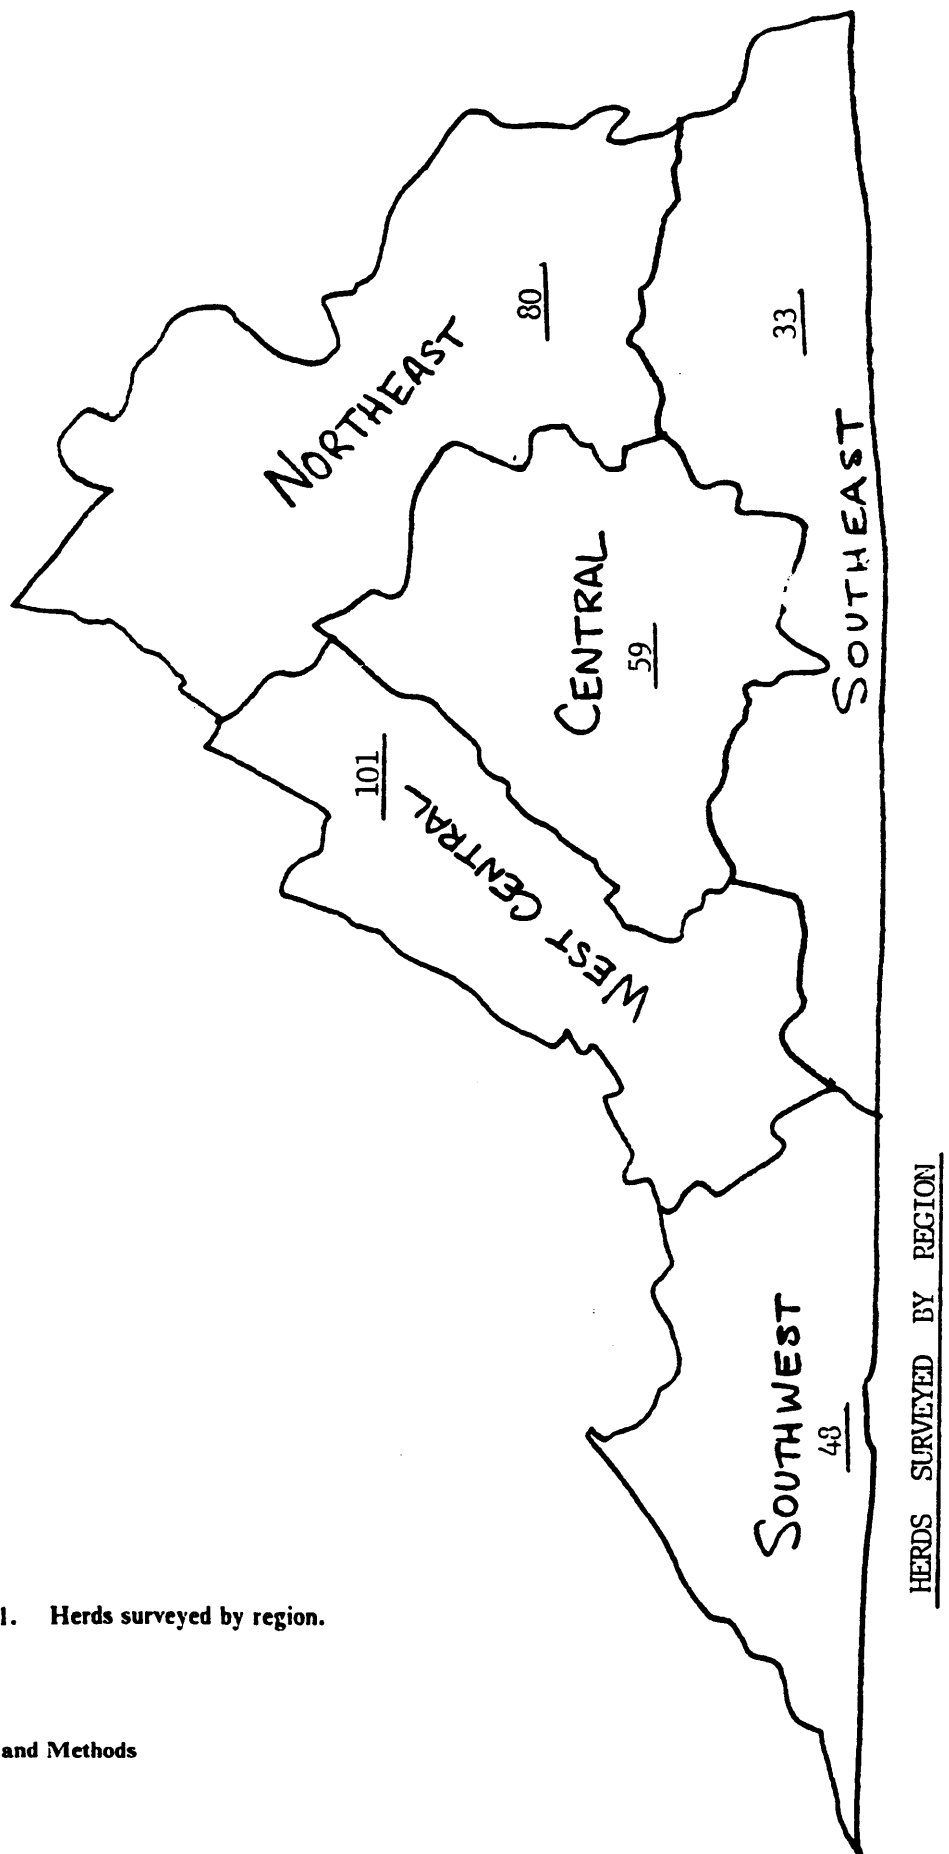 NORTHEAST
80
33
SOUTHEAST
CENTRAL
59
101
WEST CENTRAL
SOUTHWEST
48
HERDS SURVEYED BY REGION
1. Herds surveyed by region.
and Methods